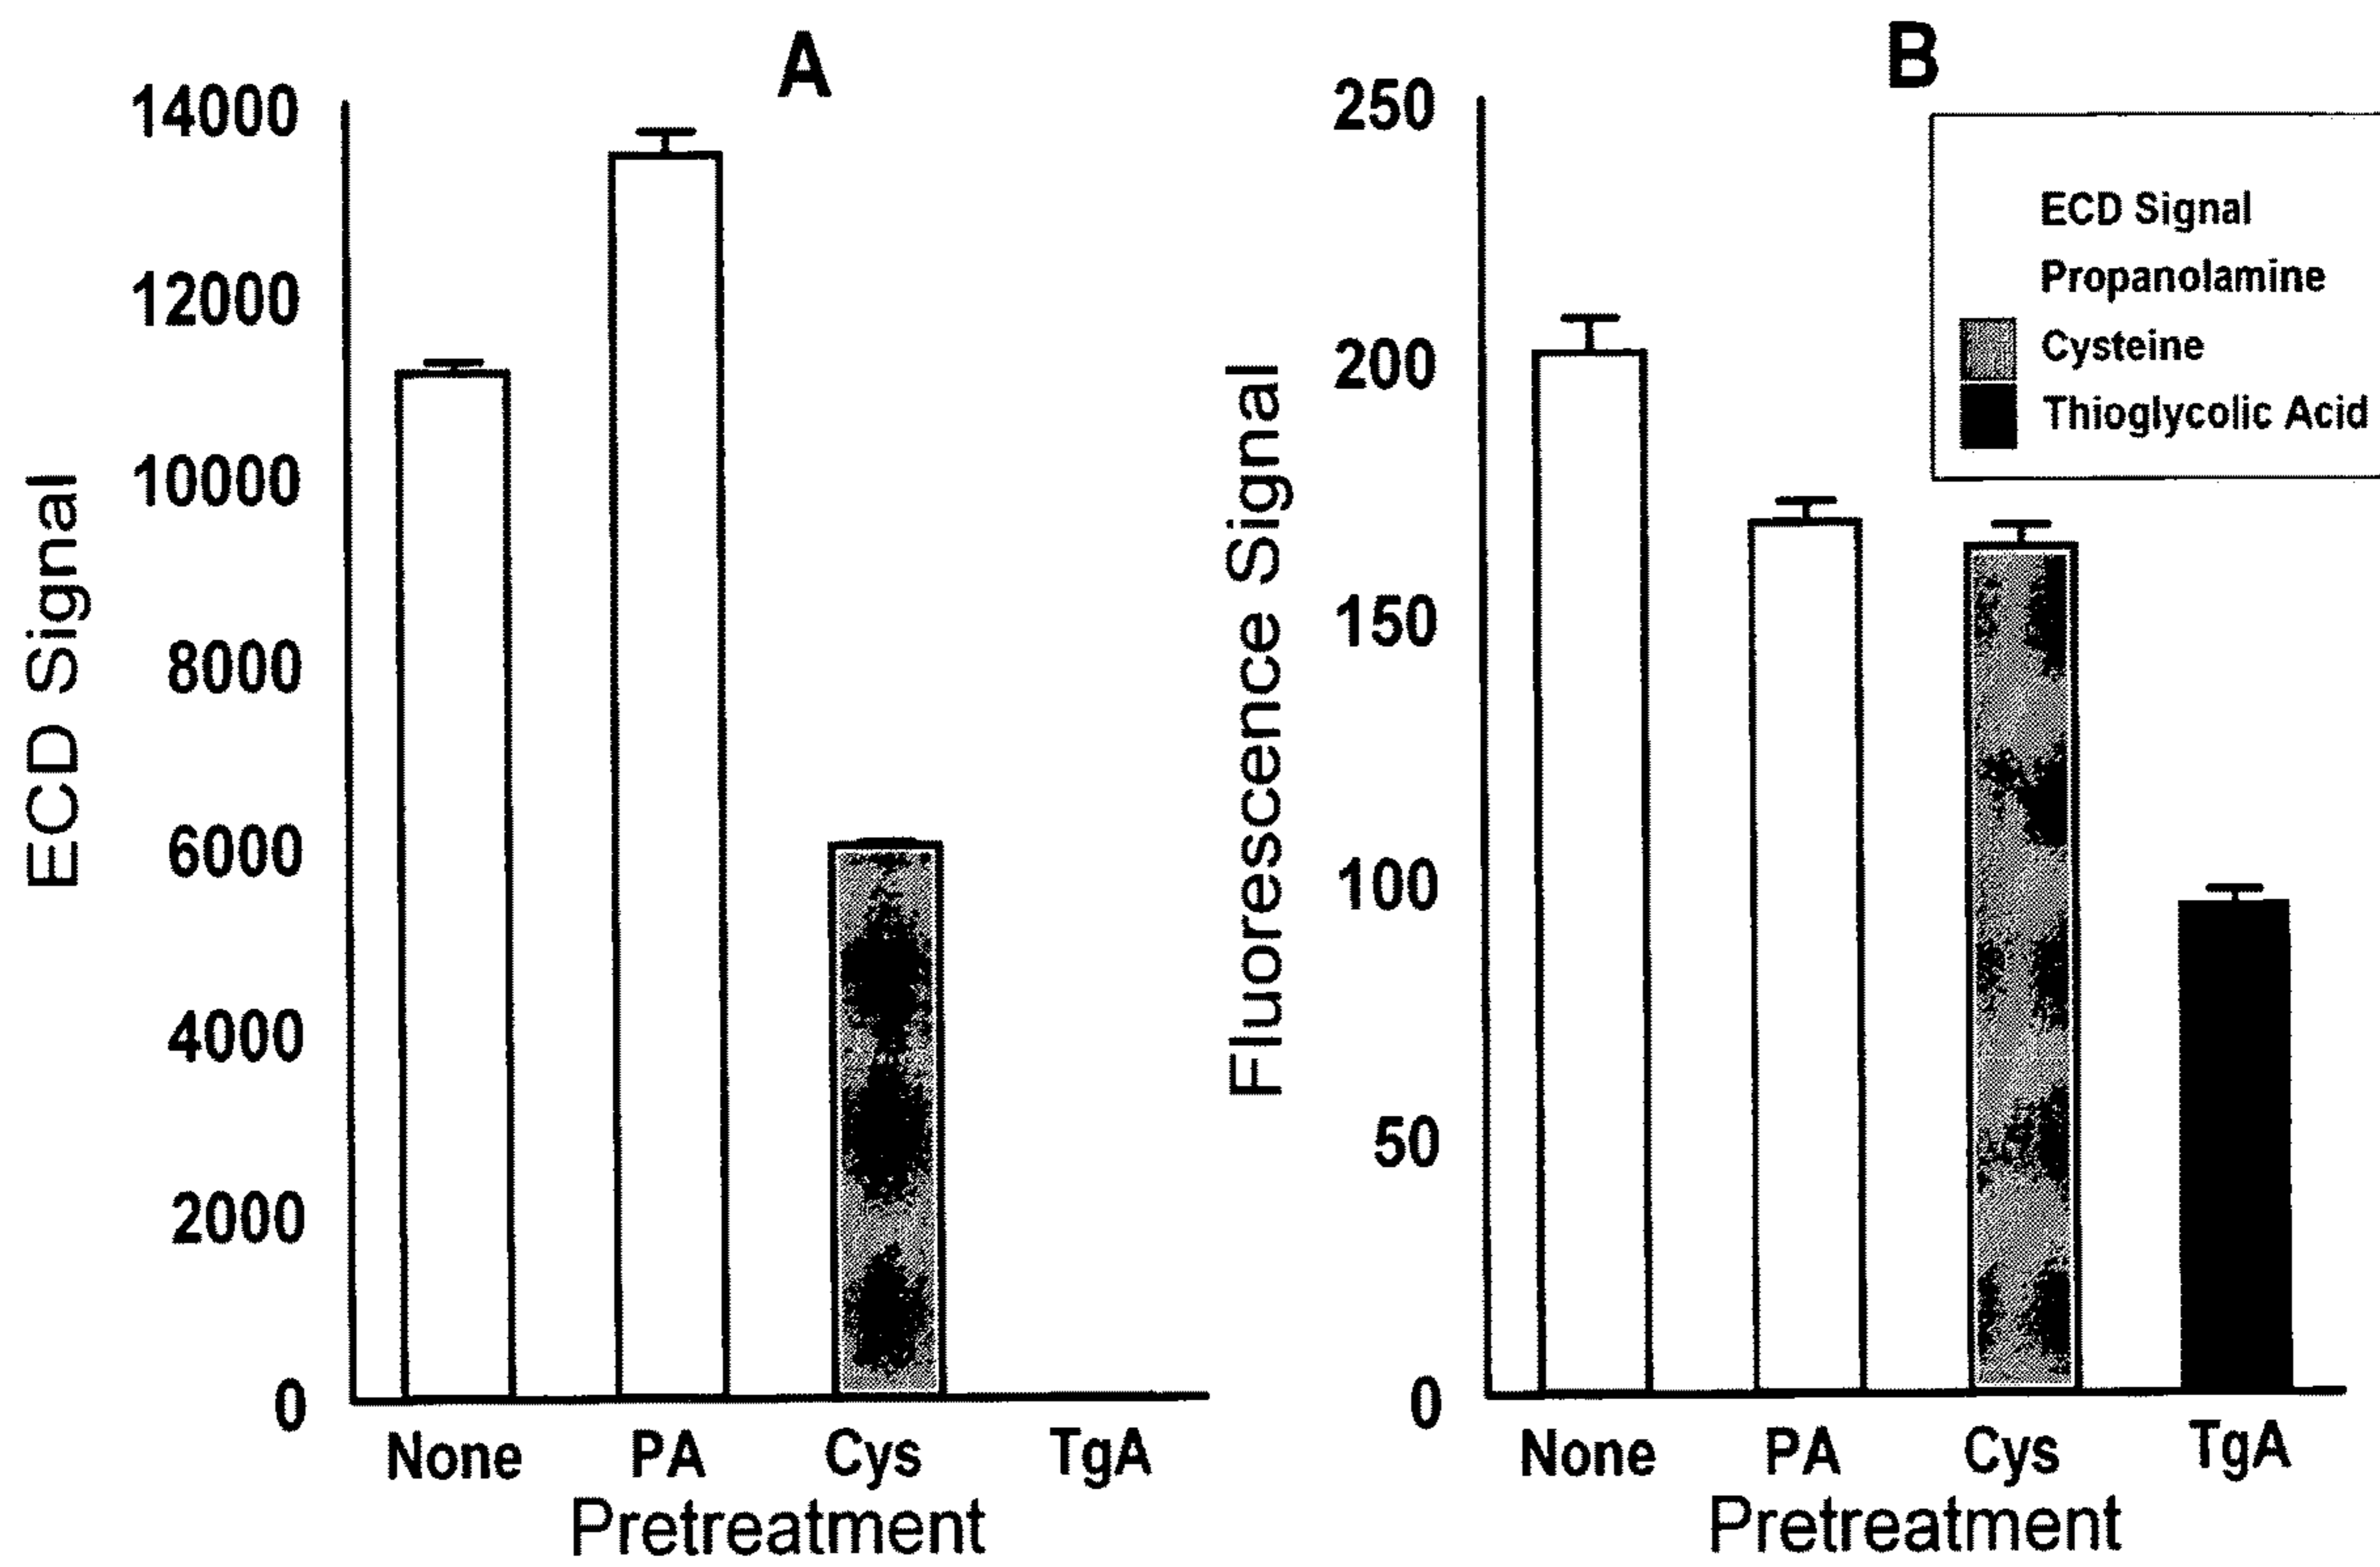 A
ECD Signal
14000
12000
10000
8000
6000
4000
2000
0
None PA Cys TgA
Pretreatment
B
Fluorescence Signal
250
200
150
100
50
0
ECD Signal
Propanolamine
Cysteine
Thioglycolic Acid
None PA Cys TgA
Pretreatment